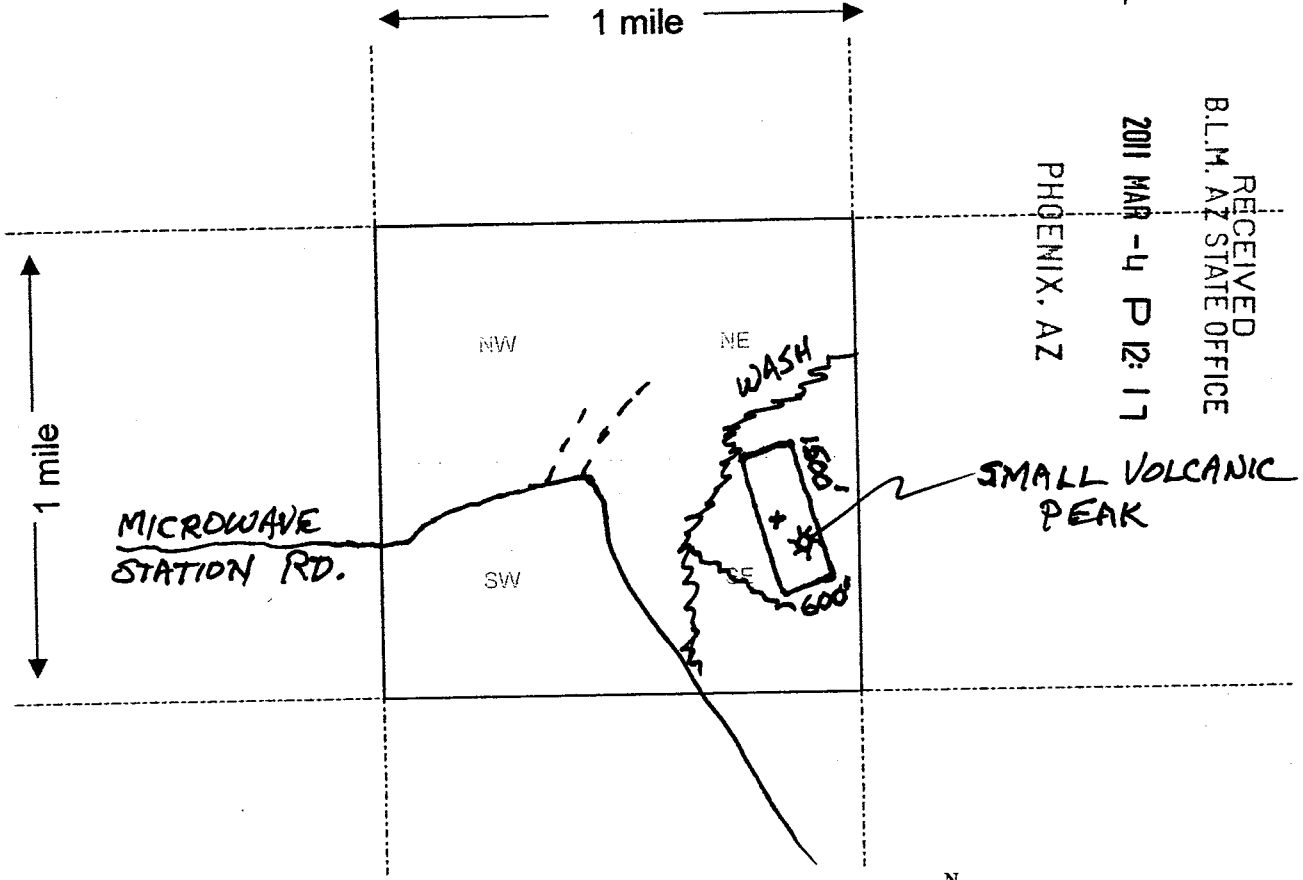 1 mile
RECEIVED
B.L.M. AZ STATE OFFICE
2011 MAR -4 P 12:17
PHOENIX, AZ
NW
NE
WASH
1 mile
1500'
SMALL VOLCANIC
PEAK
MICROWAVE
STATION RD.
SW
SE
600'
N